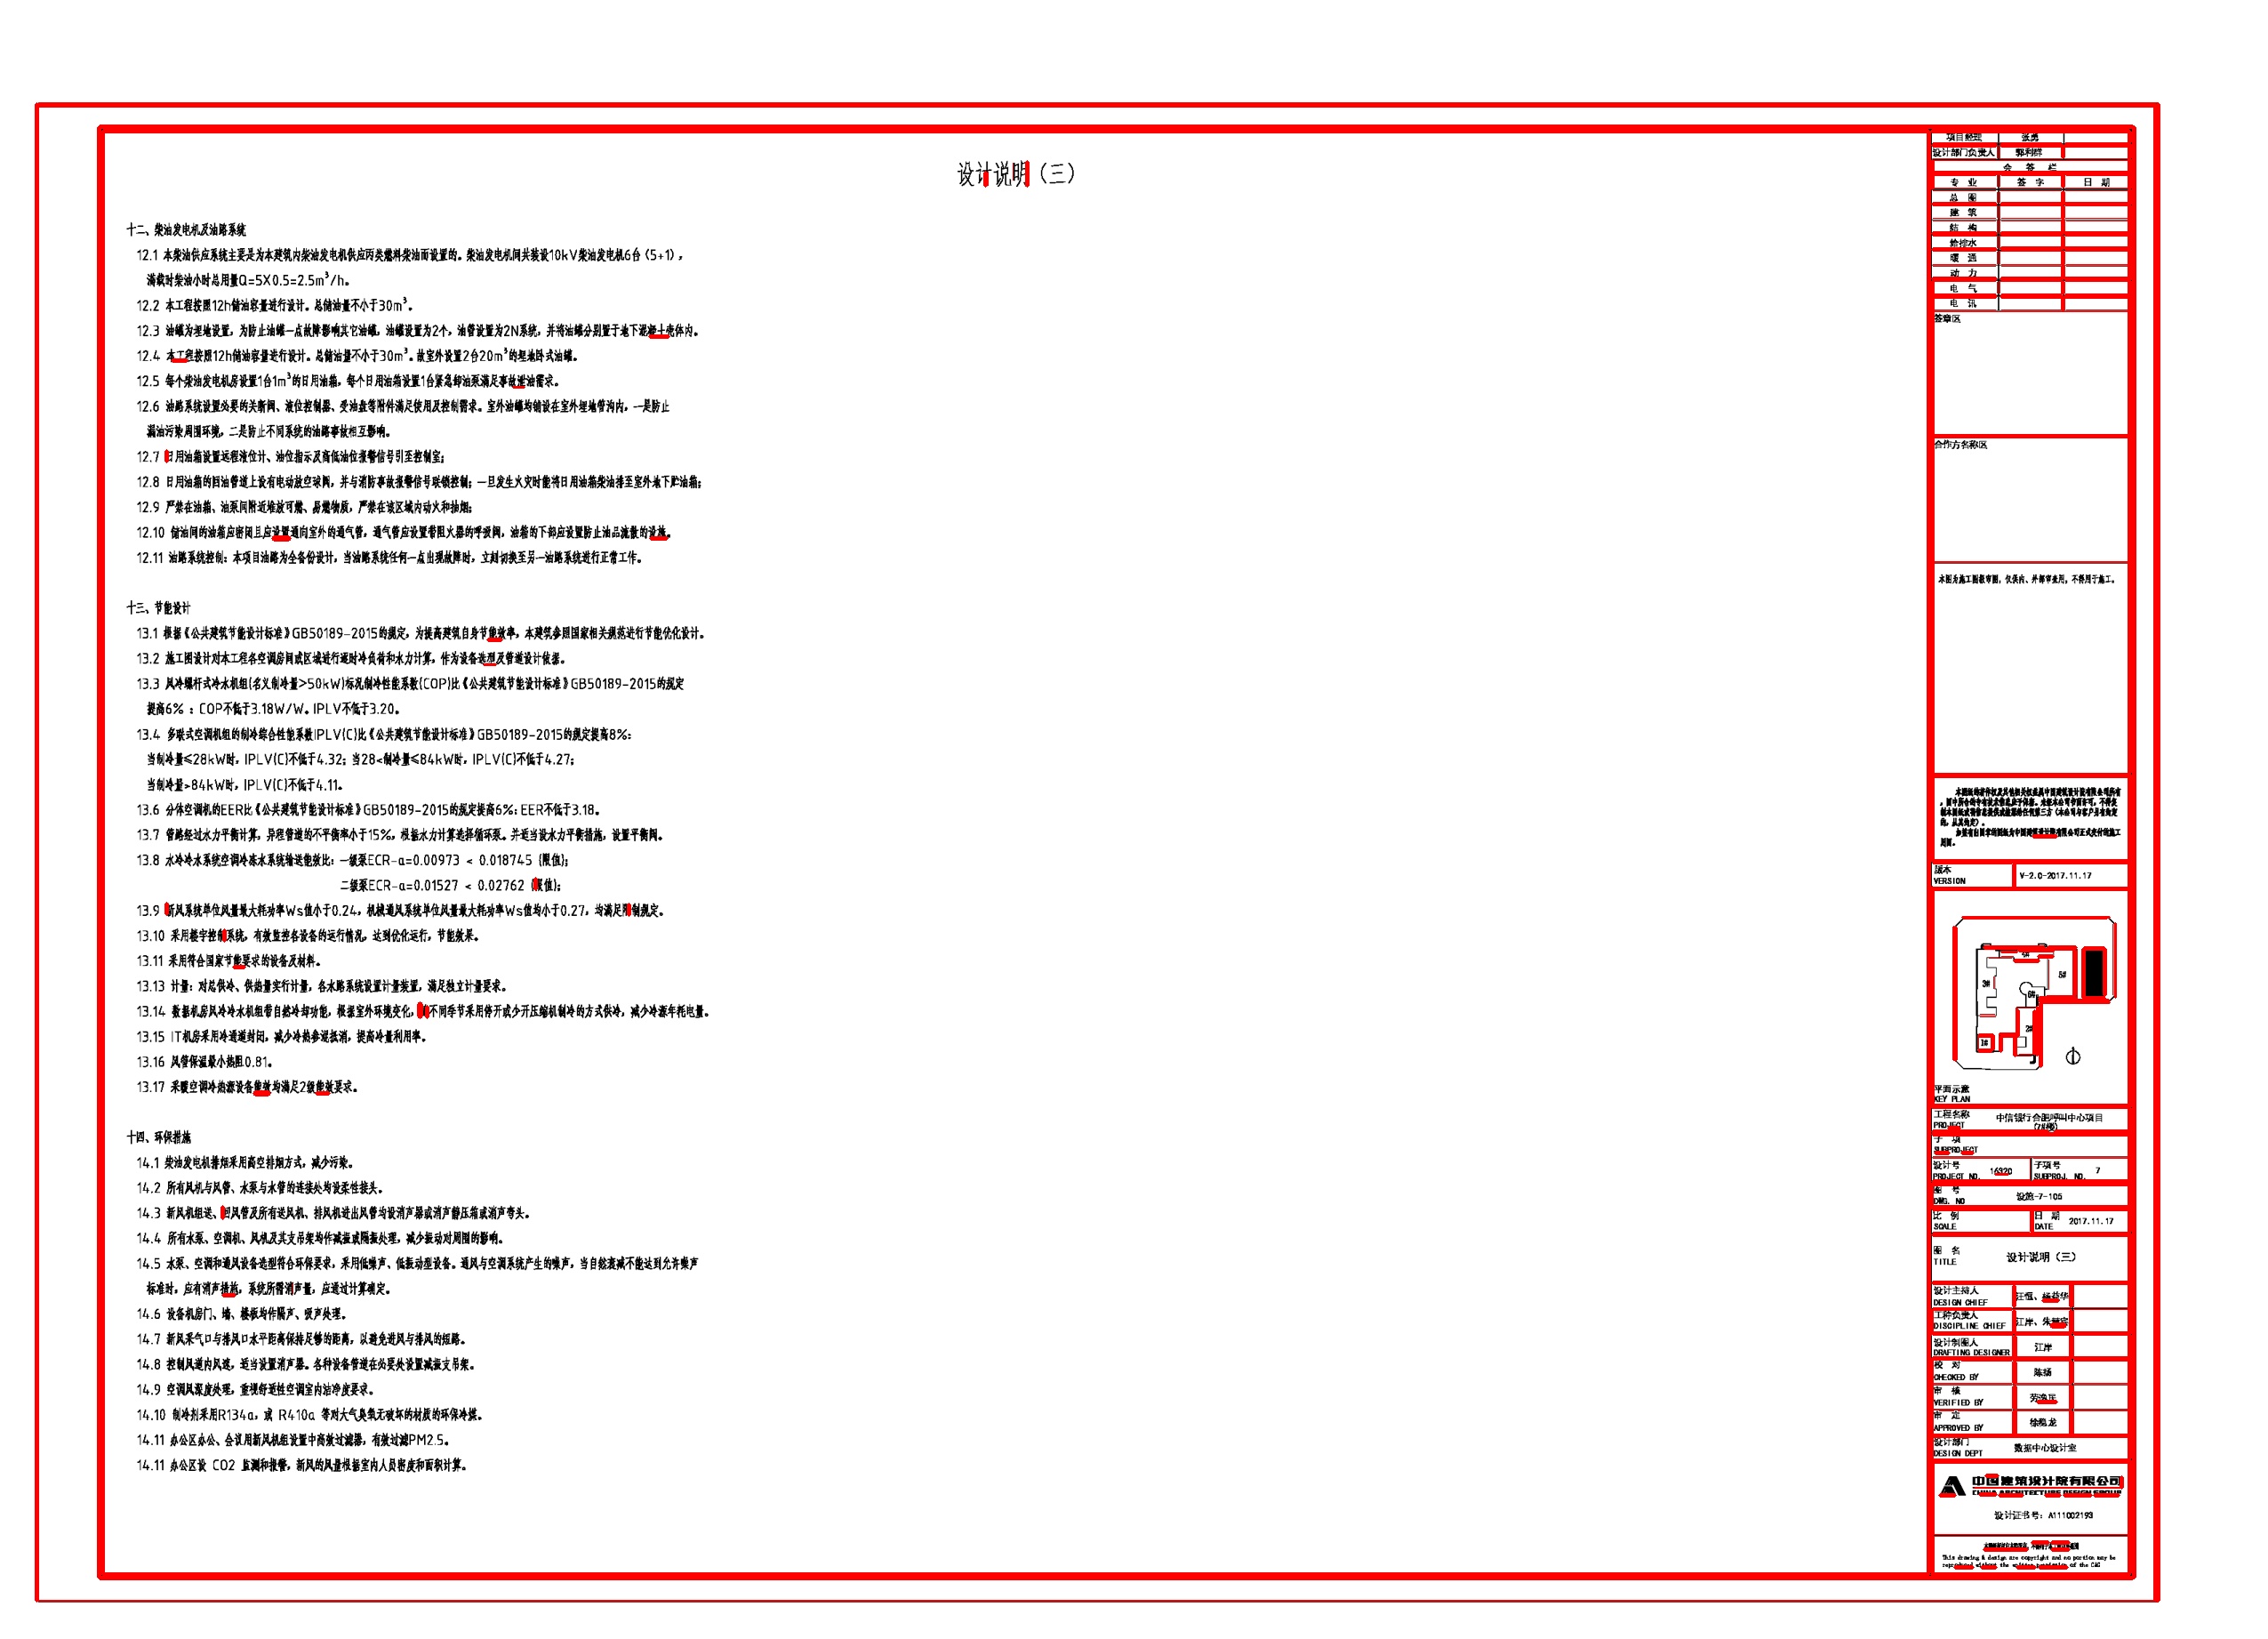 设计说明（三）
十二、柴油发电机及油路系统
12.1 本柴油供应系统主要是为本建筑内柴油发电机供应丙类燃料柴油而设置的。柴油发电机间共装设10kV柴油发电机6台（5+1），
满载时柴油小时总用量Q=5X0.5=2.5m³/h。
12.2 本工程按照12h储油容量进行设计。总储油量不小于30m³。
12.3 油罐为埋地设置，为防止油罐一点故障影响其它油罐，油罐设置为2个，油管设置为2N系统，并将油罐分别置于地下混凝土壳体内。
12.4 本工程按照12h储油容量进行设计。总储油量不小于30m³。故室外设置2台20m³的埋地卧式油罐。
12.5 每个柴油发电机房设置1台1m³的日用油箱，每个日用油箱设置1台紧急卸油泵满足事故泄油需求。
12.6 油路系统设置必要的关断阀、液位控制器、受油盘等附件满足使用及控制需求。室外油罐均铺设在室外埋地管沟内，一是防止
漏油污染周围环境，二是防止不同系统的油路事故相互影响。
12.7 日用油箱设置远程液位计、油位指示及高低油位报警信号引至控制室；
12.8 日用油箱的回油管道上设有电动放空球阀，并与消防事故报警信号联锁控制；一旦发生火灾时能将日用油箱柴油排至室外地下贮油箱；
12.9 严禁在油箱、油泵间附近堆放可燃、易燃物质，严禁在该区域内动火和抽烟；
12.10 储油间的油箱应密闭且应设置通向室外的通气管，通气管应设置带阻火器的呼吸阀，油箱的下部应设置防止油品流散的设施。
12.11 油路系统控制：本项目油路为全备份设计，当油路系统任何一点出现故障时，立刻切换至另一油路系统进行正常工作。
十三、节能设计
13.1 根据《公共建筑节能设计标准》GB50189-2015的规定，为提高建筑自身节能效率，本建筑参照国家相关规范进行节能优化设计。
13.2 施工图设计对本工程各空调房间或区域进行逐时冷负荷和水力计算，作为设备选型及管道设计依据。
13.3 风冷螺杆式冷水机组(名义制冷量>50kW)标况制冷性能系数(COP)比《公共建筑节能设计标准》GB50189-2015的规定
提高6%：COP不低于3.18W/W。IPLV不低于3.20。
13.4 多联式空调机组的制冷综合性能系数IPLV(C)比《公共建筑节能设计标准》GB50189-2015的规定提高8%：
当制冷量≤28kW时，IPLV(C)不低于4.32；当28<制冷量≤84kW时，IPLV(C)不低于4.27；
当制冷量>84kW时，IPLV(C)不低于4.11。
13.6 分体空调机的EER比《公共建筑节能设计标准》GB50189-2015的规定提高6%：EER不低于3.18。
13.7 管路经过水力平衡计算，异程管道的不平衡率小于15%，根据水力计算选择循环泵。并适当设水力平衡措施，设置平衡阀。
13.8 水冷冷水系统空调冷冻水系统输送能效比：一级泵ECR-a=0.00973 < 0.018745 (限值)；
二级泵ECR-a=0.01527 < 0.02762 (限值)；
13.9 新风系统单位风量最大耗功率Ws值小于0.24，机械通风系统单位风量最大耗功率Ws值均小于0.27，均满足限制规定。
13.10 采用楼宇控制系统，有效监控各设备的运行情况，达到优化运行，节能效果。
13.11 采用符合国家节能要求的设备及材料。
13.13 计量：对总供冷、供热量实行计量，各水路系统设置计量装置，满足独立计量要求。
13.14 数据机房风冷冷水机组带自然冷却功能，根据室外环境变化，不同季节采用停开或少开压缩机制冷的方式供冷，减少冷源年耗电量。
13.15 IT机房采用冷通道封闭，减少冷热参混抵消，提高冷量利用率。
13.16 风管保温最小热阻0.81。
13.17 采暖空调冷热源设备能效均满足2级能效要求。
十四、环保措施
14.1 柴油发电机排烟采用高空排烟方式，减少污染。
14.2 所有风机与风管、水泵与水管的连接处均设柔性接头。
14.3 新风机组送、回风管及所有送风机、排风机进出风管均设消声器或消声静压箱或消声弯头。
14.4 所有水泵、空调机、风机及其支吊架均作减振或隔振处理，减少振动对周围的影响。
14.5 水泵、空调和通风设备选型符合环保要求，采用低噪声、低振动型设备。通风与空调系统产生的噪声，当自然衰减不能达到允许噪声
标准时，应有消声措施，系统所需消声量，应通过计算确定。
14.6 设备机房门、墙、楼板均作隔声、吸声处理。
14.7 新风采气口与排风口水平距离保持足够的距离，以避免进风与排风的短路。
14.8 控制风道内风速，适当设置消声器。各种设备管道在必要处设置减振支吊架。
14.9 空调风深度处理，重视舒适性空调室内洁净度要求。
14.10 制冷剂采用R134a，或 R410a 等对大气臭氧无破坏的材质的环保冷媒。
14.11 办公区办公、会议用新风机组设置中高效过滤器，有效过滤PM2.5。
14.11 办公区设 CO2 监测和报警，新风的风量根据室内人员密度和面积计算。
项目经理 张勇
设计部门负责人 郭利群
会 签 栏
专 业 签 字 日 期
总 图
建 筑
结 构
给排水
暖 通
动 力
电 气
电 讯
签章区
合作方名称区
本图为施工图报审图，仅供内、外部审查用，不得用于施工。
版本
VERSION V-2.0-2017.11.17
4#
5#
3#
6#
2#
1#
平面示意
KEY PLAN
工程名称 中信银行合肥呼叫中心项目
PROJECT (7#楼)
子 项
SUBPROJECT
设计号 16320 子项号 7
PROJECT NO. SUBPROJ. NO.
图 号 设施-7-105
DWG. NO
比 例 日 期 2017.11.17
SCALE DATE
图 名 设计说明（三）
TITLE
设计主持人 汪恒、
DESIGN CHIEF
工种负责人 江岸、
DISCIPLINE CHIEF
设计制图人 江岸
DRAFTING DESIGNER
校 对 陈扬
CHECKED BY
审 核 劳逸民
VERIFIED BY
审 定
APPROVED BY
设计部门 数据中心设计室
DESIGN DEPT
中国建筑设计院有限公司
CHINA ARCHITECTURE DESIGN GROUP
设计证书号：A111002193
This drawing & design are copyright and no portion may be
reproduced without the written permission of the CAG